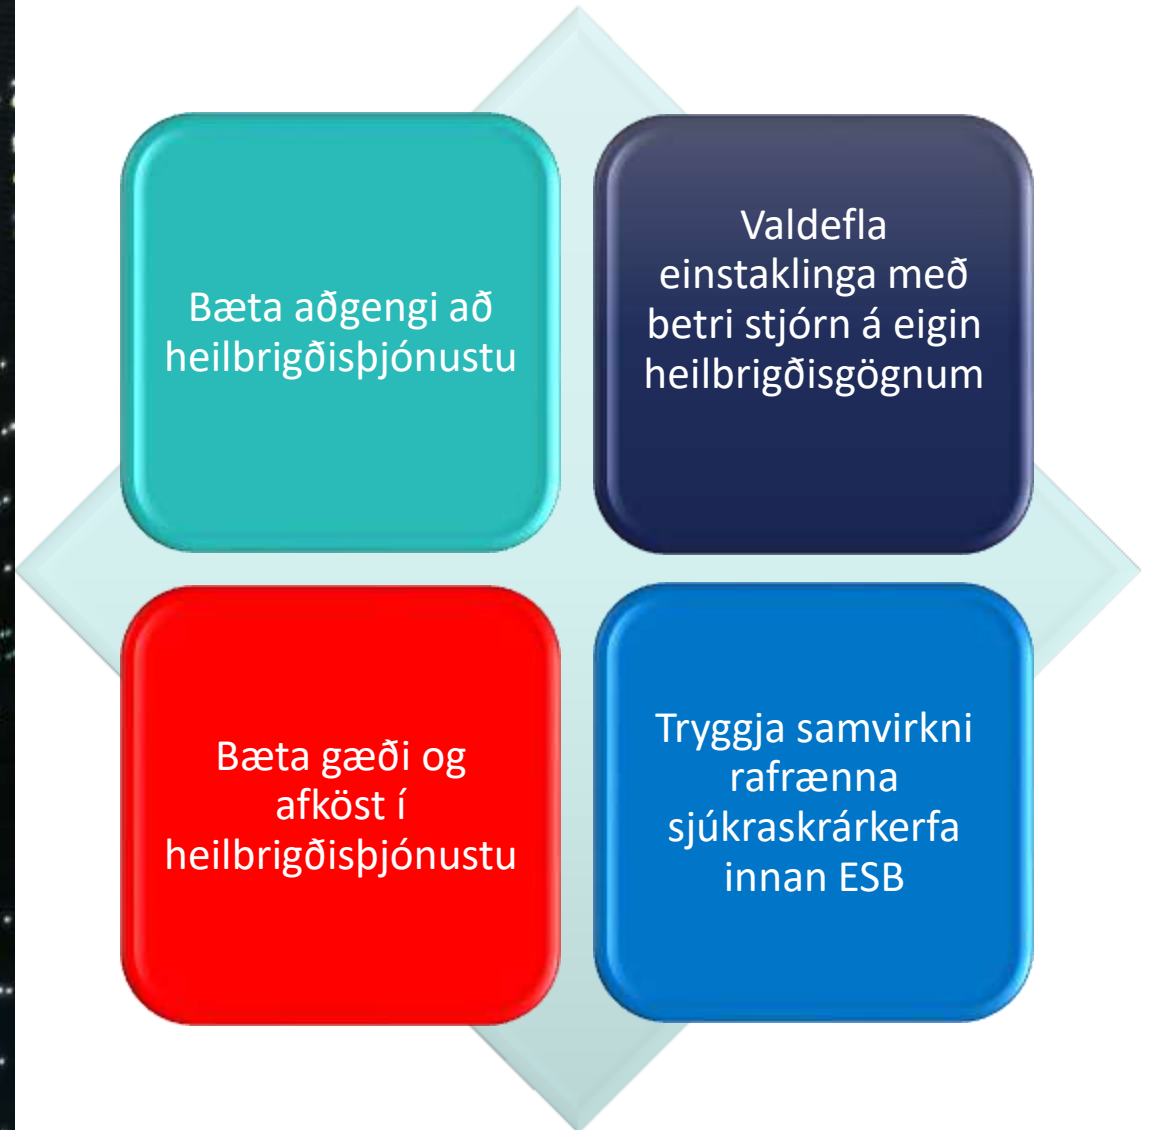 Bæta aðgengi að
heilbrigðisþjónustu
Valdefla
einstaklinga með
betri stjórn á eigin
heilbrigðisgögnum
Bæta gæði og
afköst í
heilbrigðisþjónustu
Tryggja samvirkni
rafrænna
sjúkraskrárkerfa
innan ESB